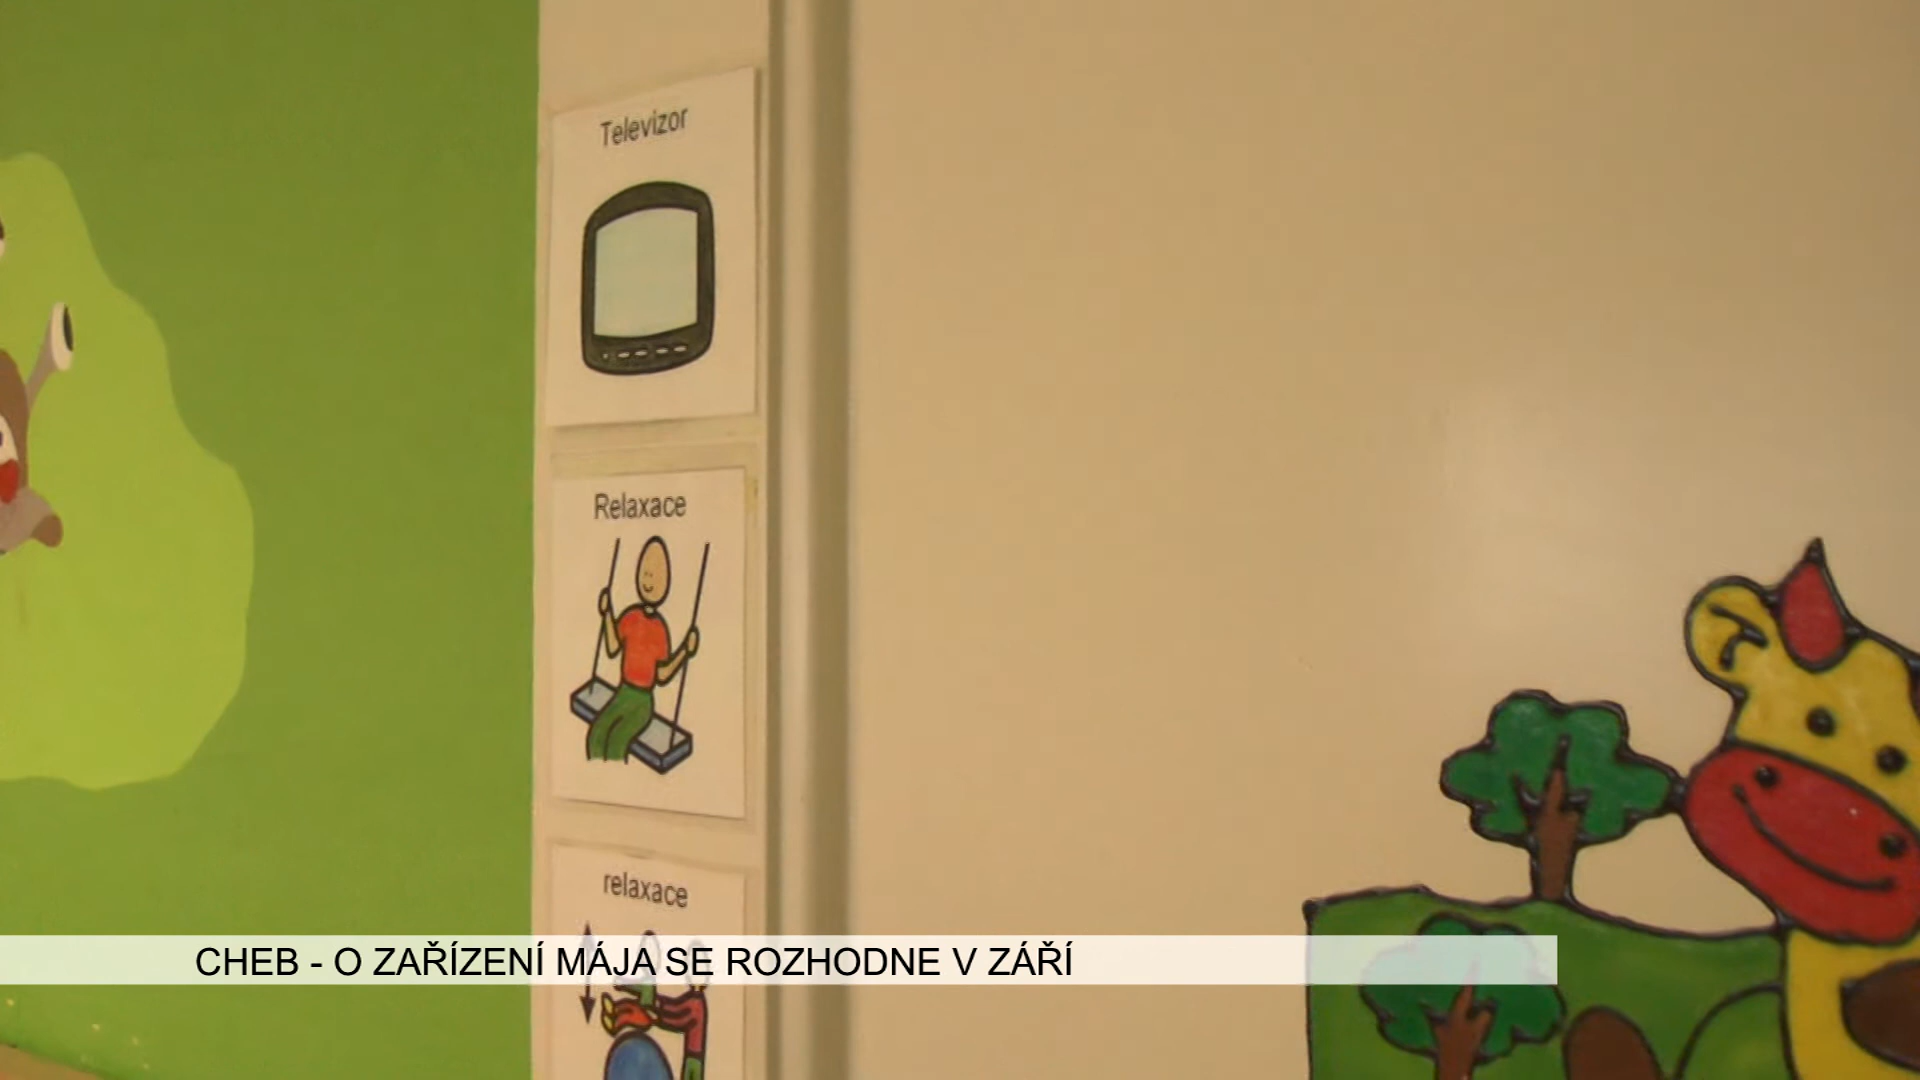 Televizor
Relaxace
relaxace
CHEB - O ZAŘÍZENÍ MÁJA SE ROZHODNE V ZÁŘÍ